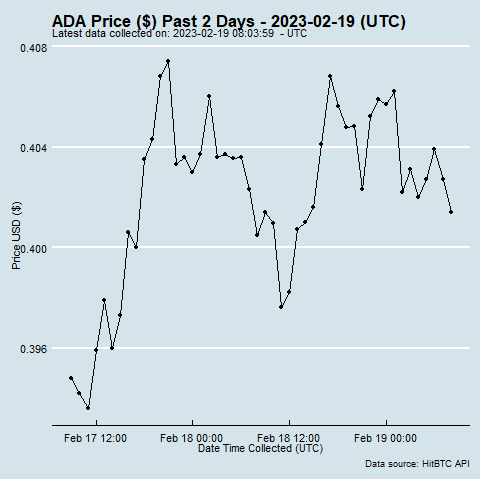 ADA Price ($) Past 2 Days - 2023-02-19 (UTC)
Latest data collected on: 2023-02-19 08:03:59  - UTC
0.408
0.404
0.400
0.396
Price USD ($)
Feb 17 12:00 Feb 18 00:00 Feb 18 12:00 Feb 19 00:00
Date Time Collected (UTC)
Data source: HitBTC API